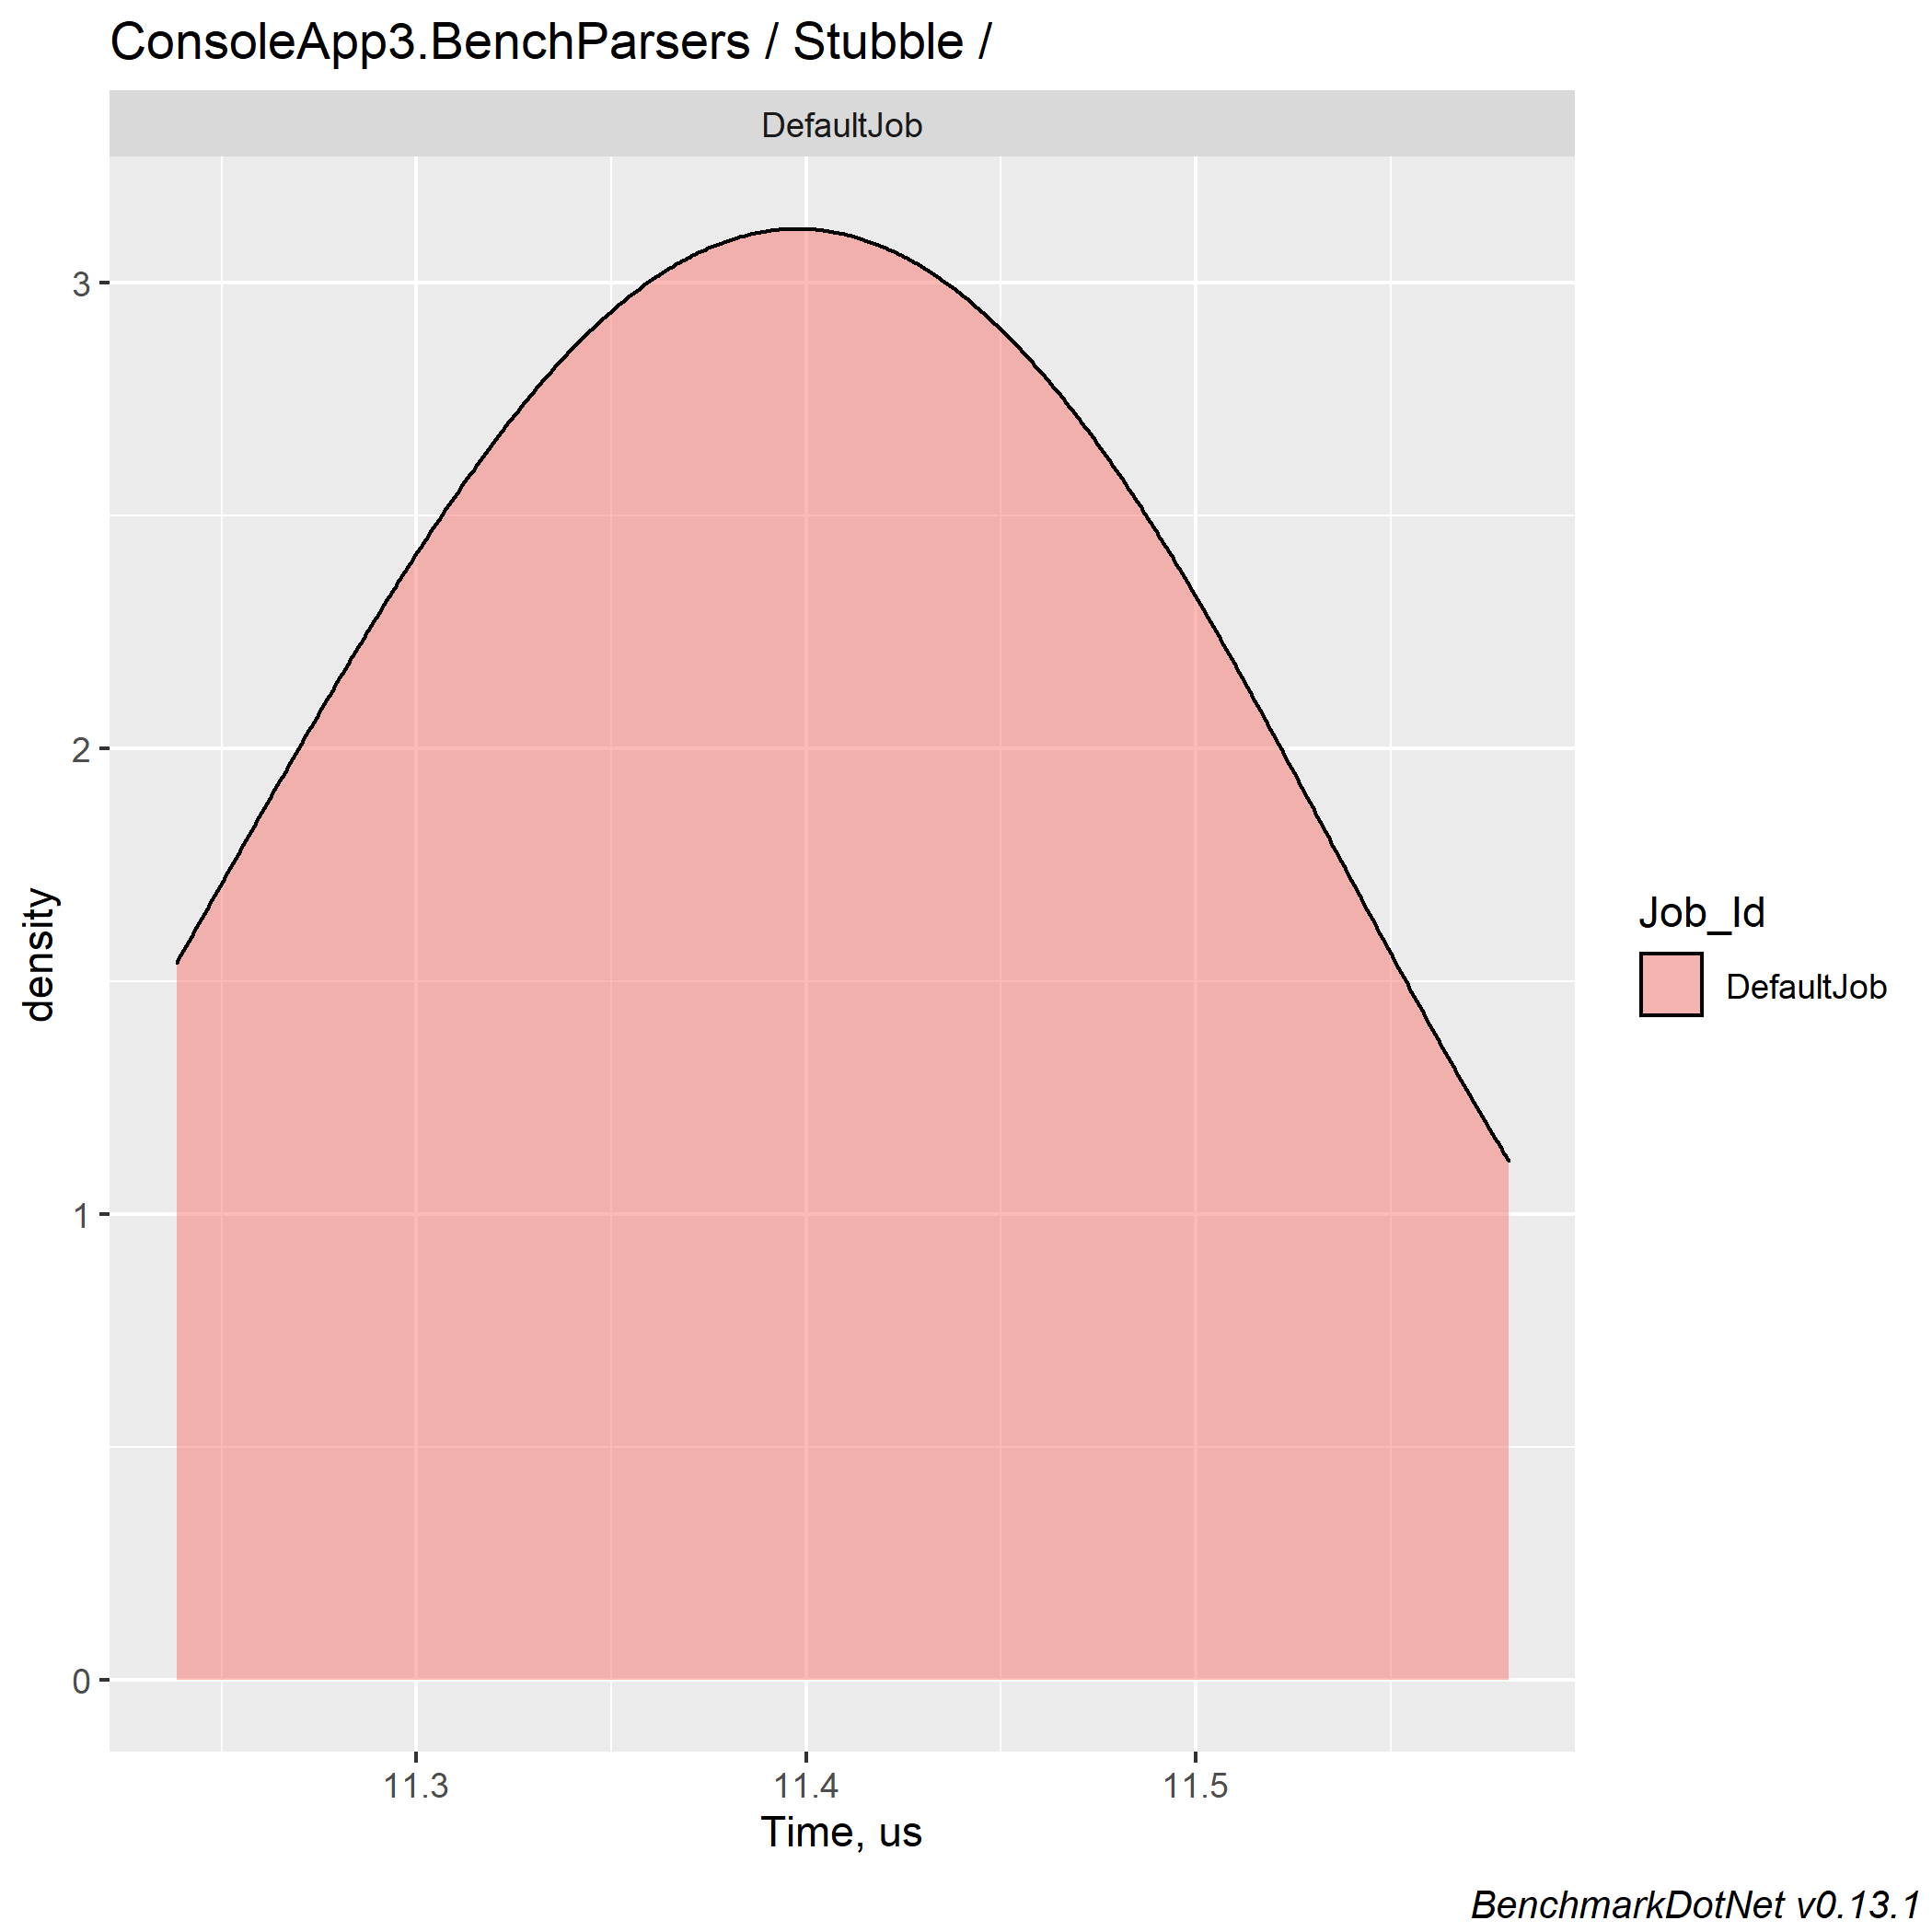 ConsoleApp3.BenchParsers / Stubble /
DefaultJob
3
2
1
0
density
11.3 11.4 11.5
Time, us
Job_Id
DefaultJob
BenchmarkDotNet v0.13.1